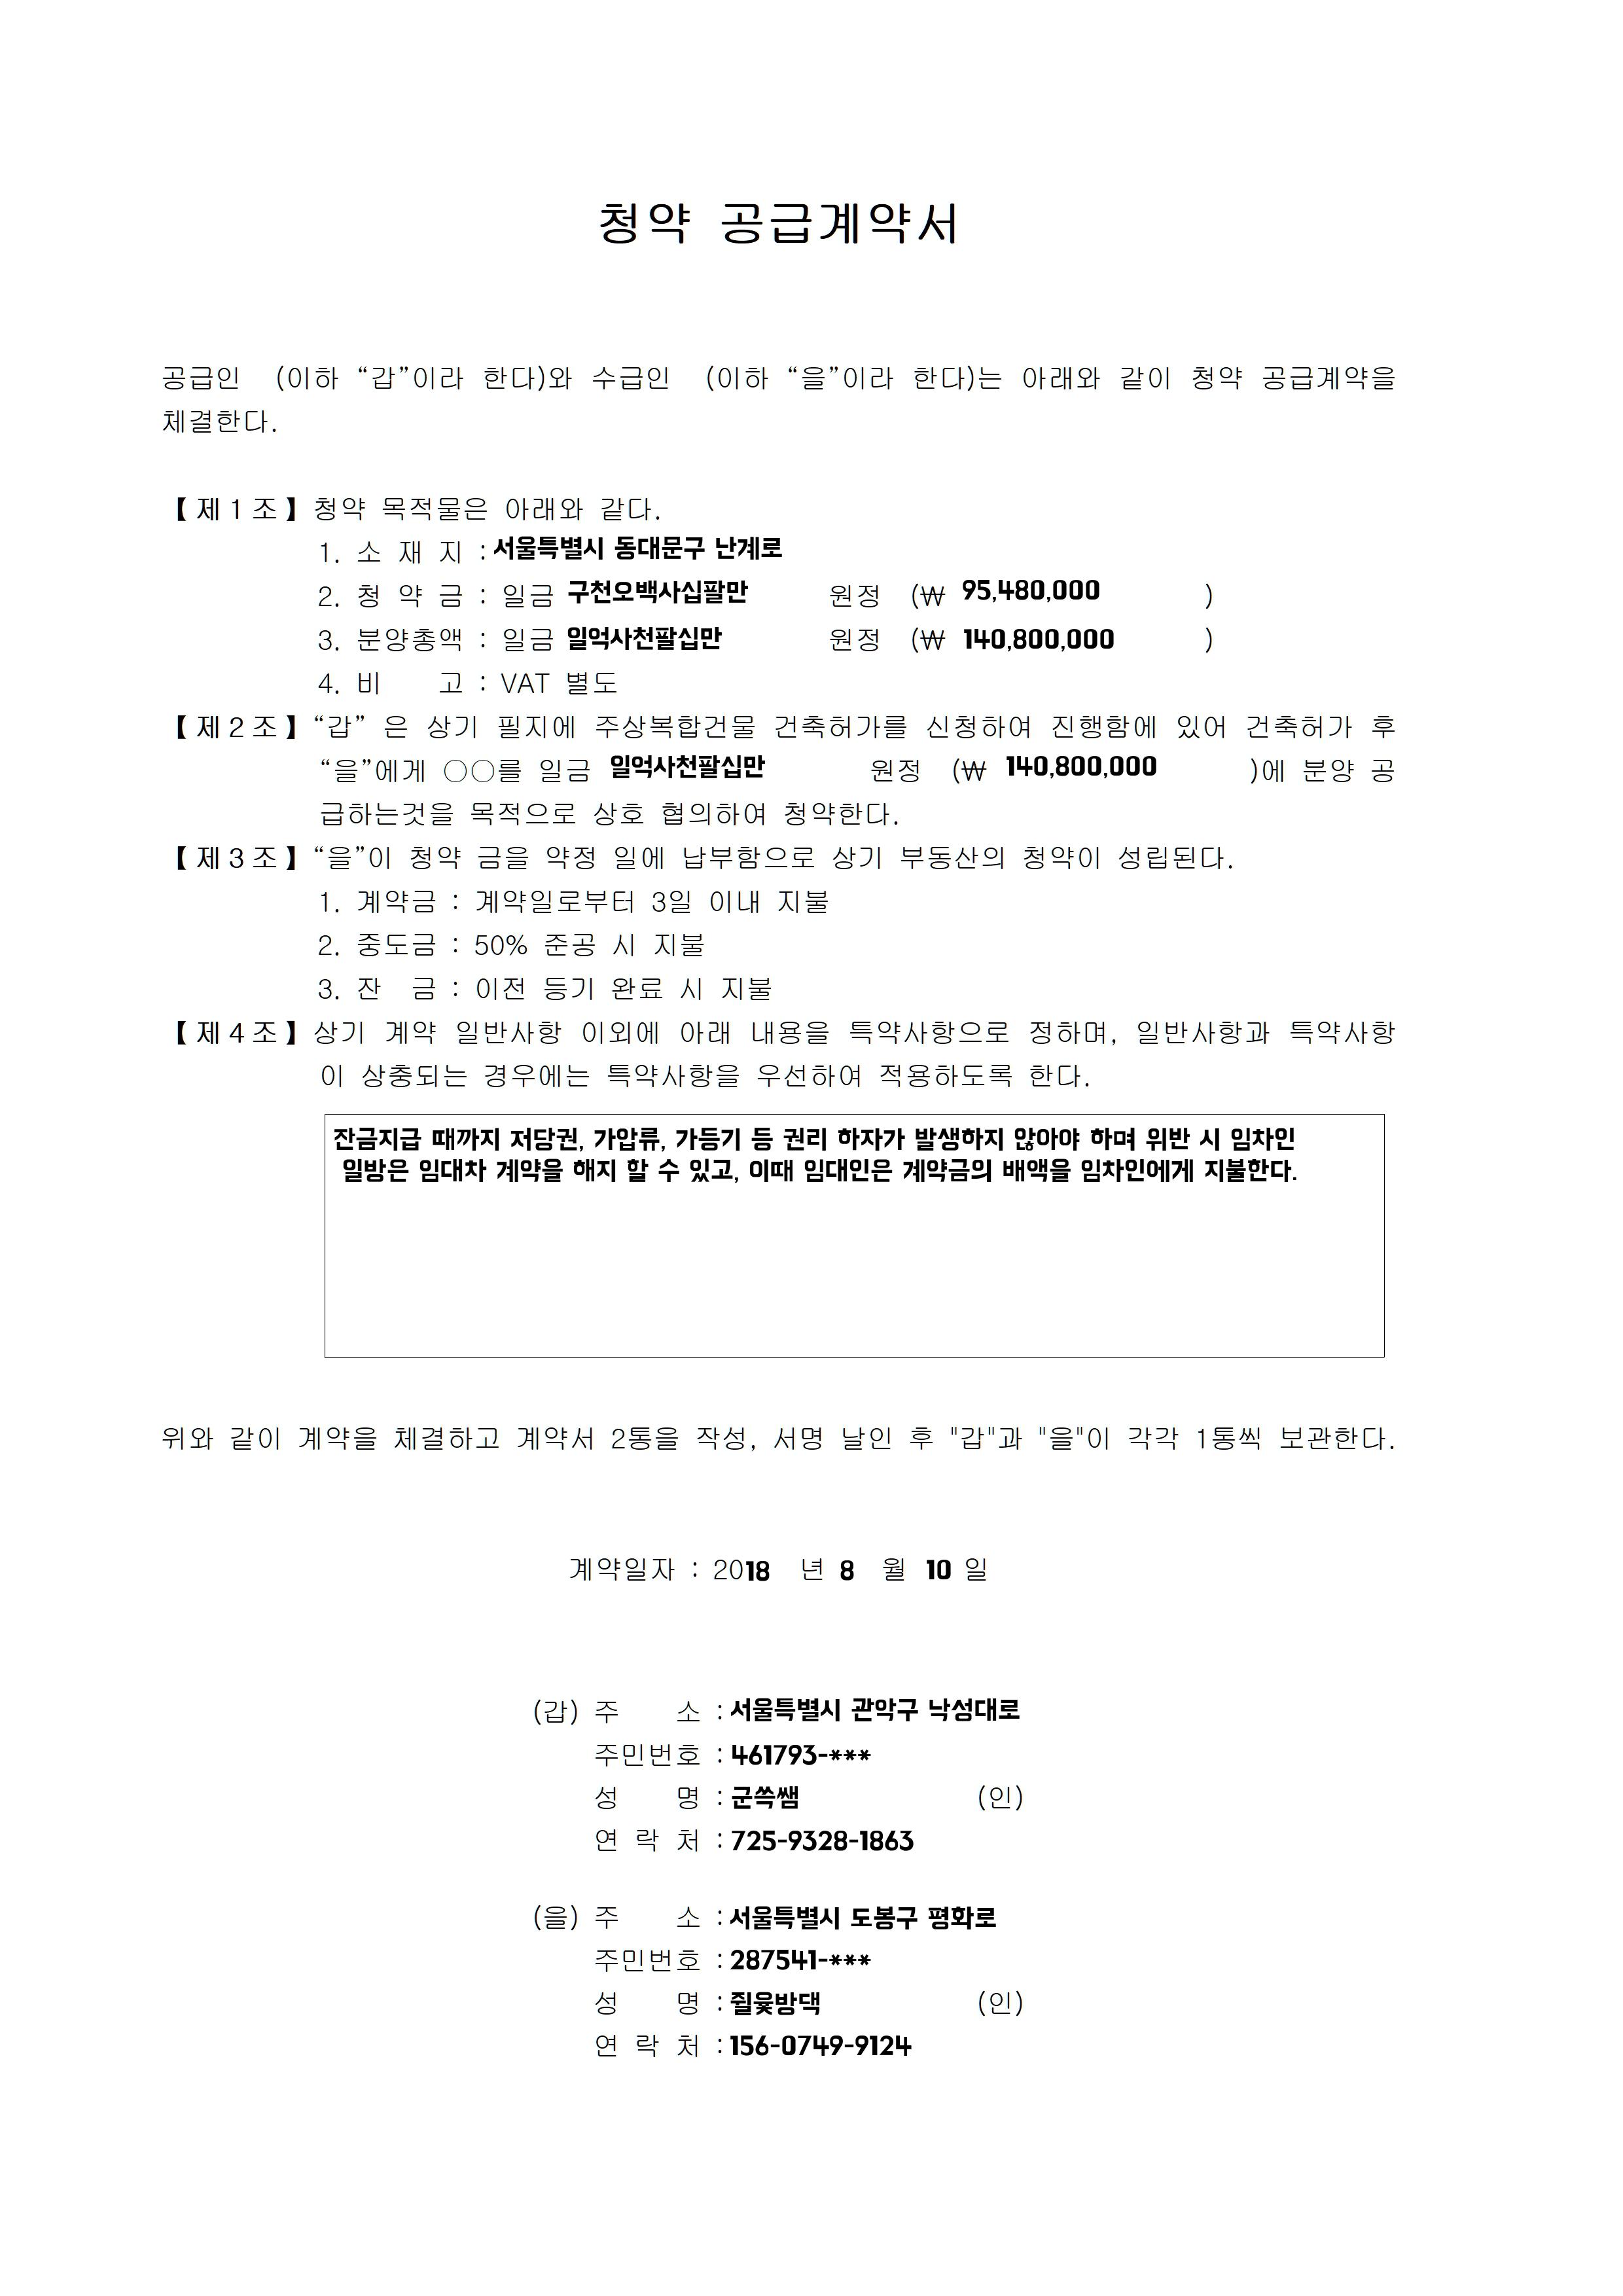 청약 공급계약서
공급인 (이하 “갑”이라 한다)와 수급인 (이하 “을”이라 한다)는 아래와 같이 청약 공급계약을
체결한다.
【제1조】청약 목적물은 아래와 같다.
1. 소 재 지 : 서울특별시 동대문구 난계로
2. 청 약 금 : 일금 구천오백사십팔만 원정 (₩ 95,480,000 )
3. 분양총액 : 일금 일억사천팔십만 원정 (₩ 140,800,000 )
4. 비 고 : VAT 별도
【제2조】“갑” 은 상기 필지에 주상복합건물 건축허가를 신청하여 진행함에 있어 건축허가 후
“을”에게 ○○를 일금 일억사천팔십만 원정 (₩ 140,800,000 )에 분양 공
급하는것을 목적으로 상호 협의하여 청약한다.
【제3조】“을”이 청약 금을 약정 일에 납부함으로 상기 부동산의 청약이 성립된다.
1. 계약금 : 계약일로부터 3일 이내 지불
2. 중도금 : 50% 준공 시 지불
3. 잔 금 : 이전 등기 완료 시 지불
【제4조】상기 계약 일반사항 이외에 아래 내용을 특약사항으로 정하며, 일반사항과 특약사항
이 상충되는 경우에는 특약사항을 우선하여 적용하도록 한다.
잔금지급 때까지 저당권, 가압류, 가등기 등 권리 하자가 발생하지 않아야 하며 위반 시 임차인
일방은 임대차 계약을 해지 할 수 있고, 이때 임대인은 계약금의 배액을 임차인에게 지불한다.
위와 같이 계약을 체결하고 계약서 2통을 작성, 서명 날인 후 "갑"과 "을"이 각각 1통씩 보관한다.
계약일자 : 2018 년 8 월 10 일
(갑) 주 소 : 서울특별시 관악구 낙성대로
주민번호 : 461793-***
성 명 : 군쓱쌤 (인)
연 락 처 : 725-9328-1863
(을) 주 소 : 서울특별시 도봉구 평화로
주민번호 : 287541-***
성 명 : 쥘윷방댁 (인)
연 락 처 : 156-0749-9124